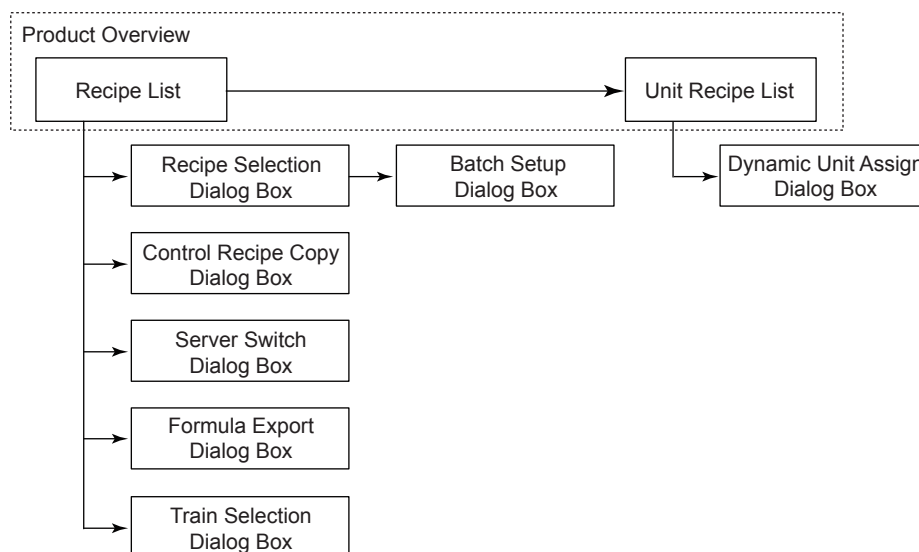 Product Overview
Recipe List
Unit Recipe List
Recipe Selection
Dialog Box
Batch Setup
Dialog Box
Dynamic Unit Assign
Dialog Box
Control Recipe Copy
Dialog Box
Server Switch
Dialog Box
Formula Export
Dialog Box
Train Selection
Dialog Box